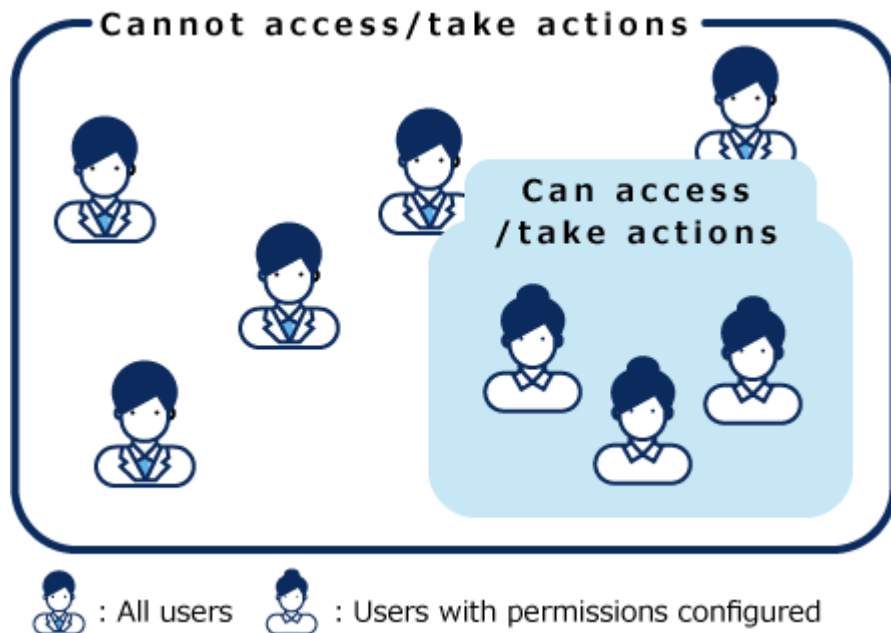 Cannot access/take actions
Can access
/take actions
: All users
: Users with permissions configured